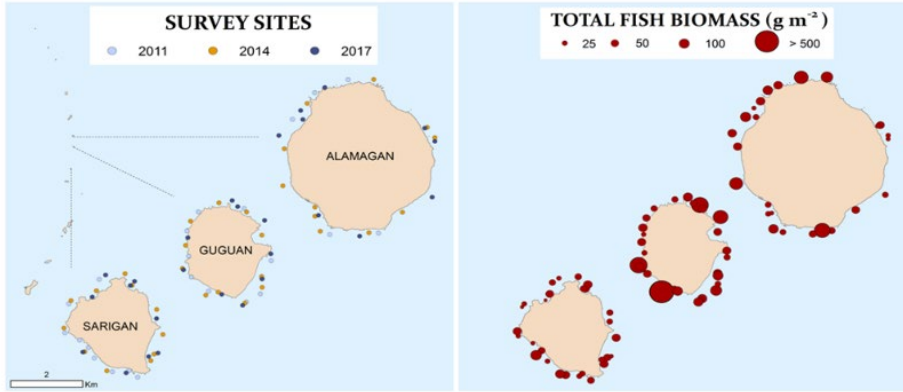 SURVEY SITES
2011 2014 2017
ALAMAGAN
GUGUAN
SARIGAN
2
Km
TOTAL FISH BIOMASS (g m⁻²)
25 50 100 > 500